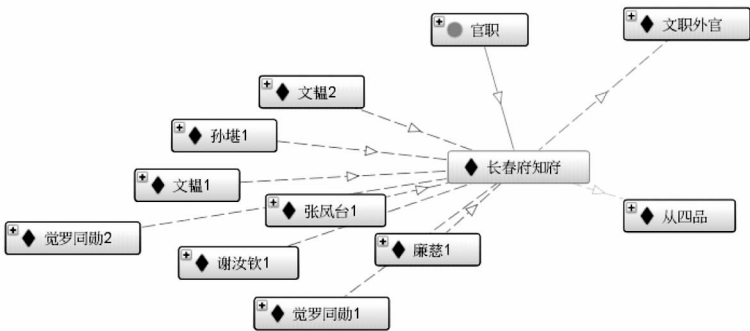 官职
文职外官
文韫2
孙堪1
长春府知府
文韫1
张凤台1
从四品
觉罗同勋2
廉慈1
谢汝钦1
觉罗同勋1